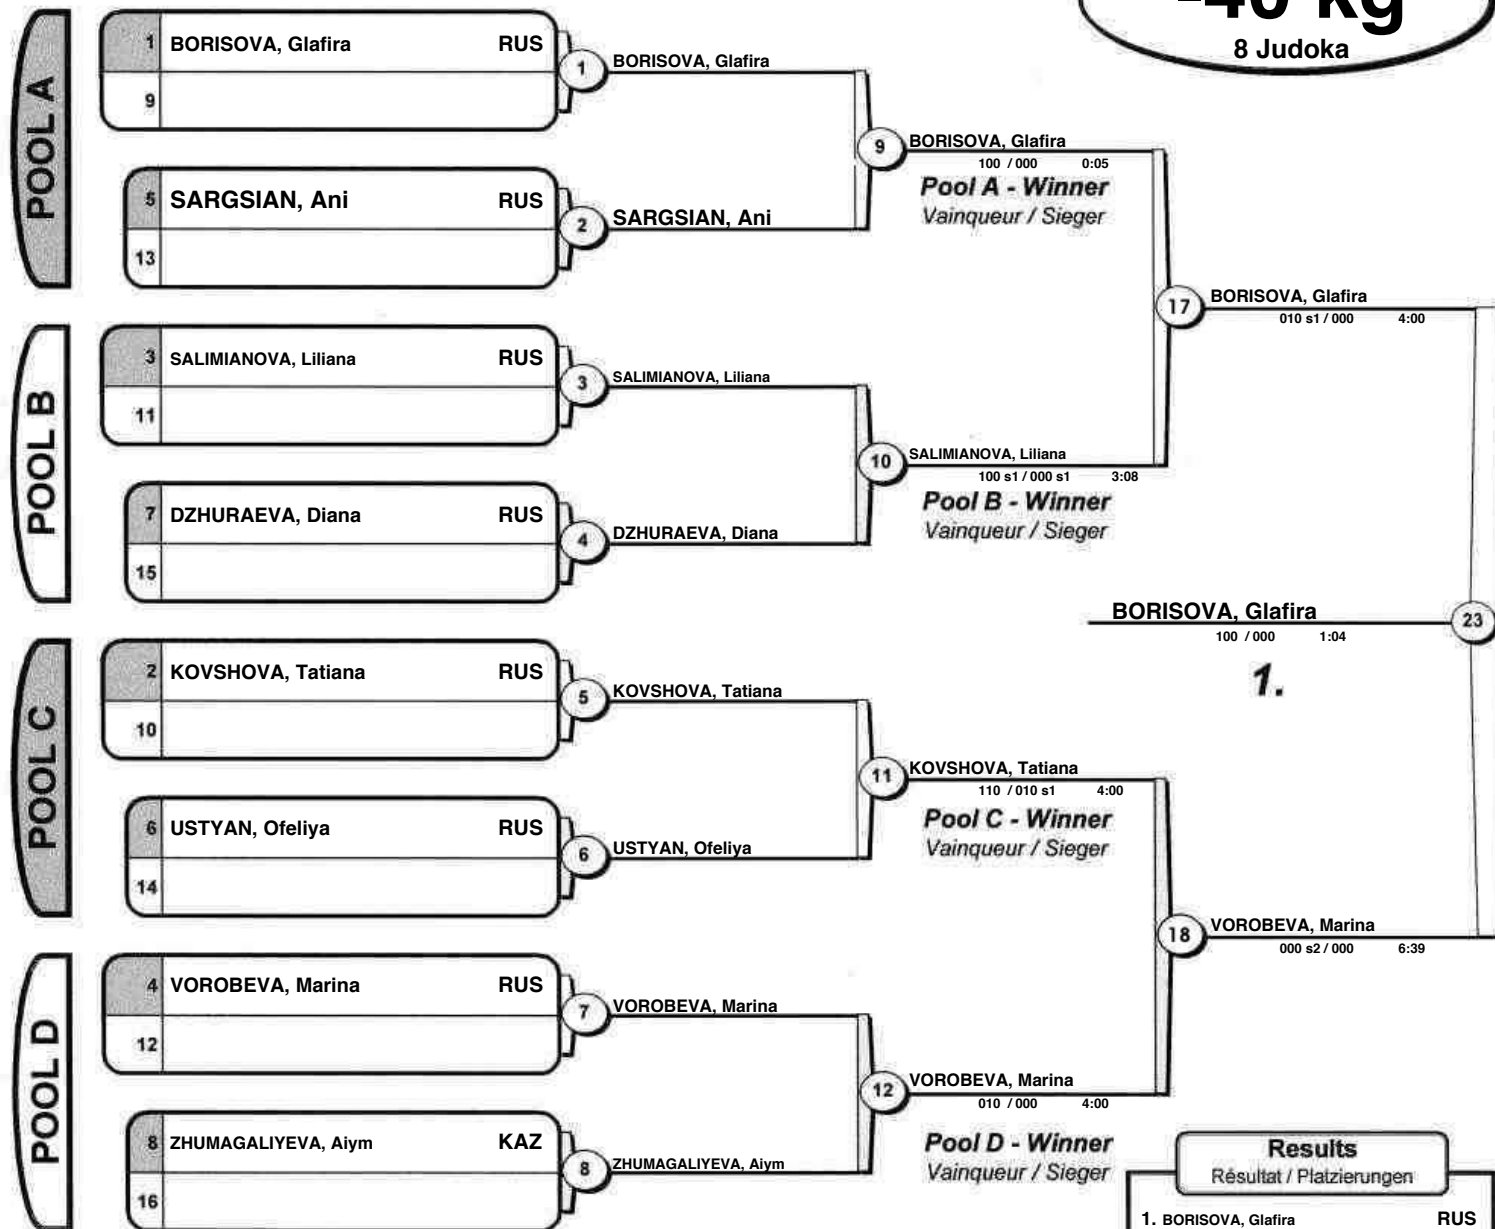 -40 kg
8 Judoka
POOL A
1 BORISOVA, Glafira RUS
9
5 SARGSIAN, Ani RUS
13
1 BORISOVA, Glafira
2 SARGSIAN, Ani
9 BORISOVA, Glafira
100 / 000 0:05
Pool A - Winner
Vainqueur / Sieger
POOL B
3 SALIMIANOVA, Liliana RUS
11
7 DZHURAEVA, Diana RUS
15
3 SALIMIANOVA, Liliana
4 DZHURAEVA, Diana
10 SALIMIANOVA, Liliana
100 s1 / 000 s1 3:08
Pool B - Winner
Vainqueur / Sieger
17 BORISOVA, Glafira
010 s1 / 000 4:00
POOL C
2 KOVSHOVA, Tatiana RUS
10
6 USTYAN, Ofeliya RUS
14
5 KOVSHOVA, Tatiana
6 USTYAN, Ofeliya
11 KOVSHOVA, Tatiana
110 / 010 s1 4:00
Pool C - Winner
Vainqueur / Sieger
POOL D
4 VOROBEVA, Marina RUS
12
8 ZHUMAGALIYEVA, Aiym KAZ
16
7 VOROBEVA, Marina
8 ZHUMAGALIYEVA, Aiym
12 VOROBEVA, Marina
010 / 000 4:00
Pool D - Winner
Vainqueur / Sieger
18 VOROBEVA, Marina
000 s2 / 000 6:39
BORISOVA, Glafira 23
100 / 000 1:04
1.
Results
Résultat / Platzierungen
1. BORISOVA, Glafira RUS